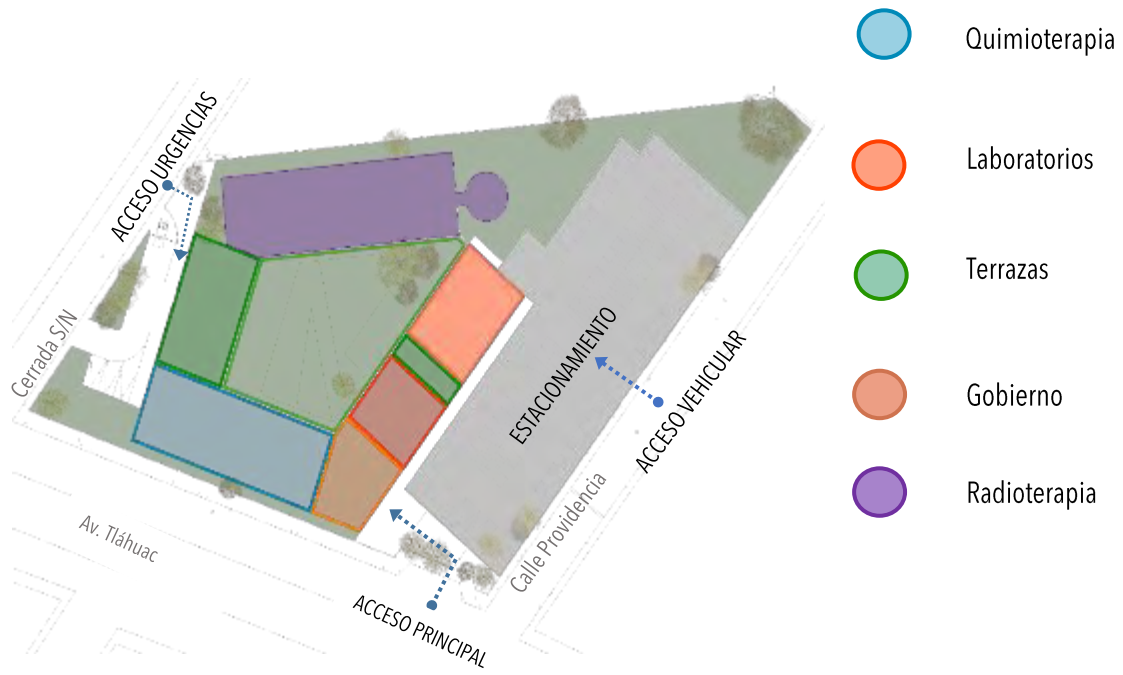 Quimioterapia
Laboratorios
Terrazas
Gobierno
Radioterapia
ACCESO URGENCIAS
Cerrada S/N
ESTACIONAMIENTO
ACCESO VEHICULAR
Calle Providencia
Av. Tláhuac
ACCESO PRINCIPAL